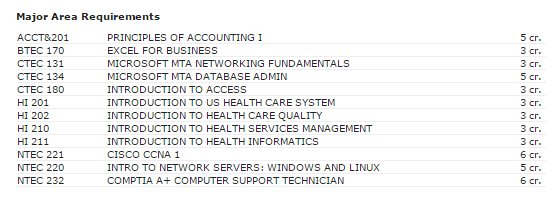 Major Area Requirements
ACCT&201 PRINCIPLES OF ACCOUNTING I 5 cr.
BTEC 170 EXCEL FOR BUSINESS 3 cr.
CTEC 131 MICROSOFT MTA NETWORKING FUNDAMENTALS 3 cr.
CTEC 134 MICROSOFT MTA DATABASE ADMIN 5 cr.
CTEC 180 INTRODUCTION TO ACCESS 3 cr.
HI 201 INTRODUCTION TO US HEALTH CARE SYSTEM 3 cr.
HI 202 INTRODUCTION TO HEALTH CARE QUALITY 3 cr.
HI 210 INTRODUCTION TO HEALTH SERVICES MANAGEMENT 3 cr.
HI 211 INTRODUCTION TO HEALTH INFORMATICS 3 cr.
NTEC 221 CISCO CCNA 1 6 cr.
NTEC 220 INTRO TO NETWORK SERVERS: WINDOWS AND LINUX 5 cr.
NTEC 232 COMPTIA A+ COMPUTER SUPPORT TECHNICIAN 6 cr.